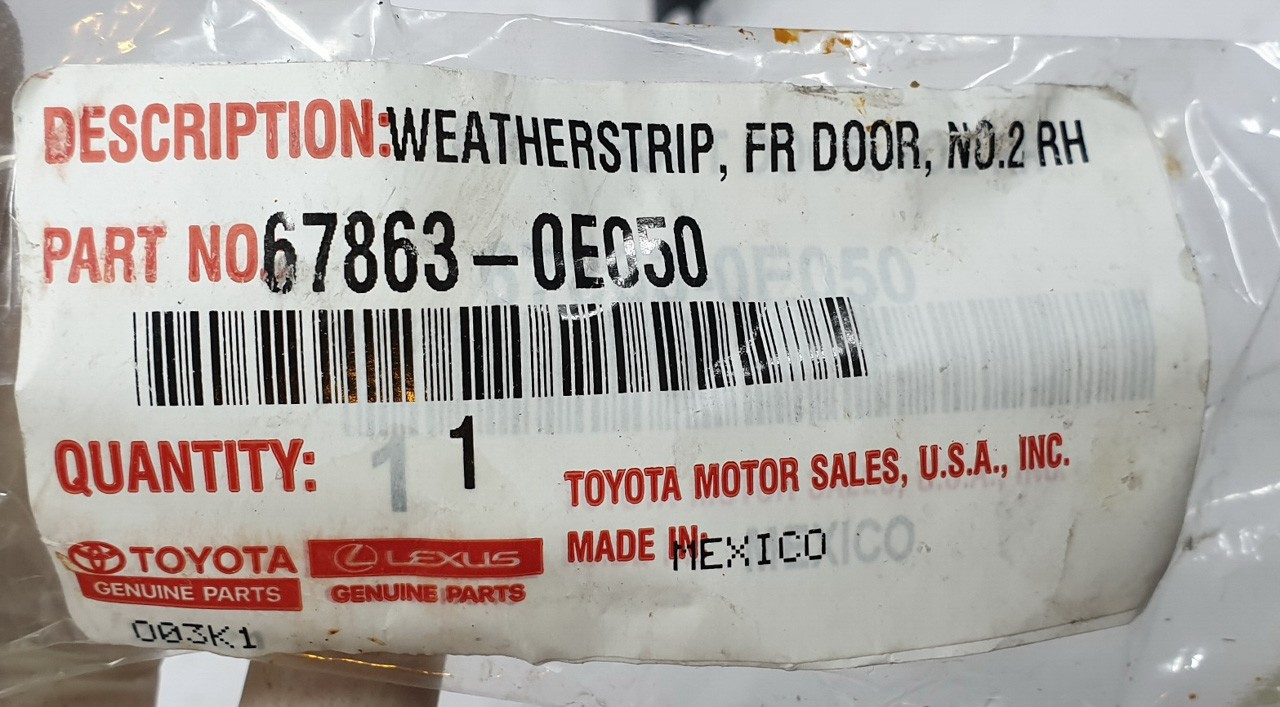 DESCRIPTION:WEATHERSTRIP, FR DOOR, NO.2 RH
PART NO.67863-0E050
QUANTITY: 1
TOYOTA MOTOR SALES, U.S.A., INC.
MADE IN: MEXICO
TOYOTA
GENUINE PARTS
LEXUS
GENUINE PARTS
003K1